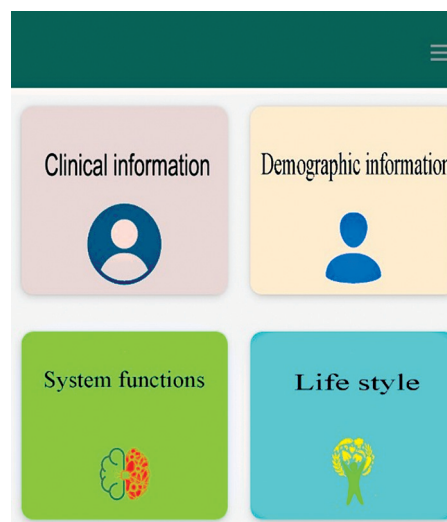 Clinical information
Demographic information
System functions
Life style